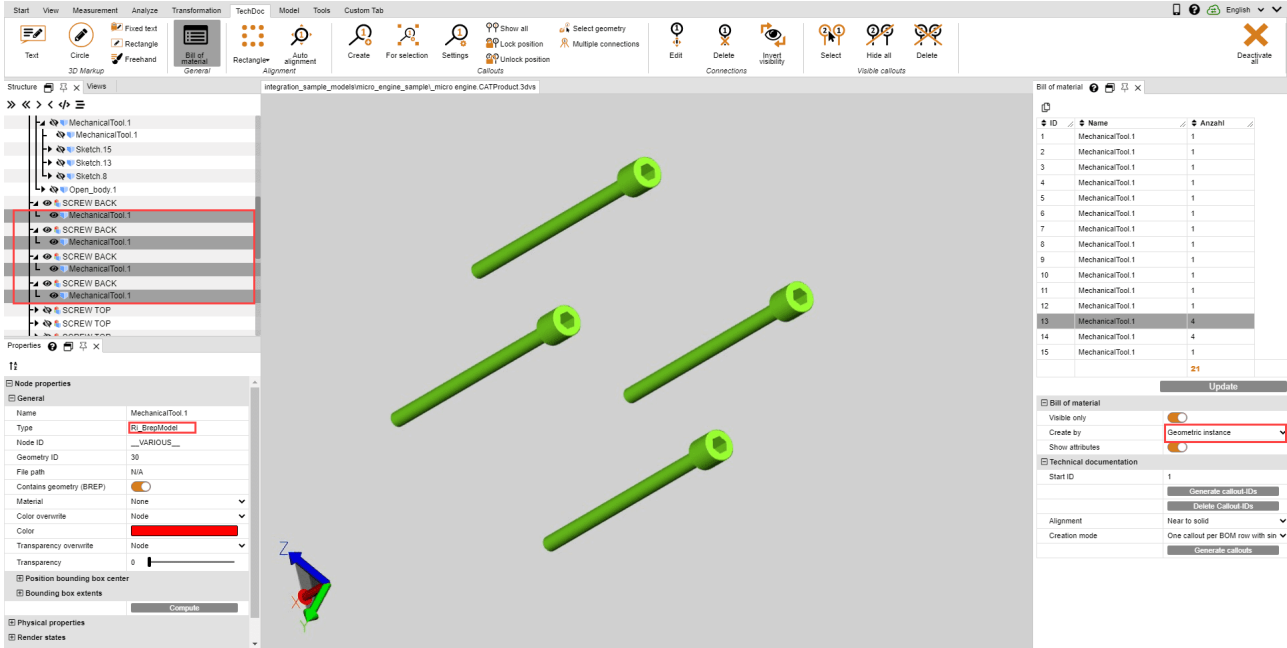 Start View Measurement Analyze Transformation TechDoc Model Tools Custom Tab English
Text Circle Fixed text Rectangle Freehand 3D Markup
Bill of material General
Rectangle Auto alignment Alignment
Create For selection Settings Show all Lock position Unlock position Select geometry Multiple connections Callouts
Edit Delete Invert visibility Connections
Select Hide all Delete Visible callouts
Deactivate all
Structure Views
MechanicalTool.1
MechanicalTool.1
Sketch.15
Sketch.13
Sketch.8
Open_body.1
SCREW BACK
MechanicalTool.1
SCREW BACK
MechanicalTool.1
SCREW BACK
MechanicalTool.1
SCREW BACK
MechanicalTool.1
SCREW TOP
SCREW TOP
SCREW TOP
Properties
Node properties
General
Name MechanicalTool.1
Type RI_BrepModel
Node ID __VARIOUS__
Geometry ID 30
File path N/A
Contains geometry (BREP)
Material None
Color overwrite Node
Color
Transparency overwrite Node
Transparency 0
Position bounding box center
Bounding box extents
Compute
Physical properties
Render states
integration_sample_models\micro_engine_sample\_micro engine.CATProduct.3dvs
Z
X
Y
Bill of material
ID Name Anzahl
1 MechanicalTool.1 1
2 MechanicalTool.1 1
3 MechanicalTool.1 1
4 MechanicalTool.1 1
5 MechanicalTool.1 1
6 MechanicalTool.1 1
7 MechanicalTool.1 1
8 MechanicalTool.1 1
9 MechanicalTool.1 1
10 MechanicalTool.1 1
11 MechanicalTool.1 1
12 MechanicalTool.1 1
13 MechanicalTool.1 4
14 MechanicalTool.1 4
15 MechanicalTool.1 1
21
Update
Bill of material
Visible only
Create by Geometric instance
Show attributes
Technical documentation
Start ID 1
Generate callout-IDs
Delete Callout-IDs
Alignment Near to solid
Creation mode One callout per BOM row with sin
Generate callouts